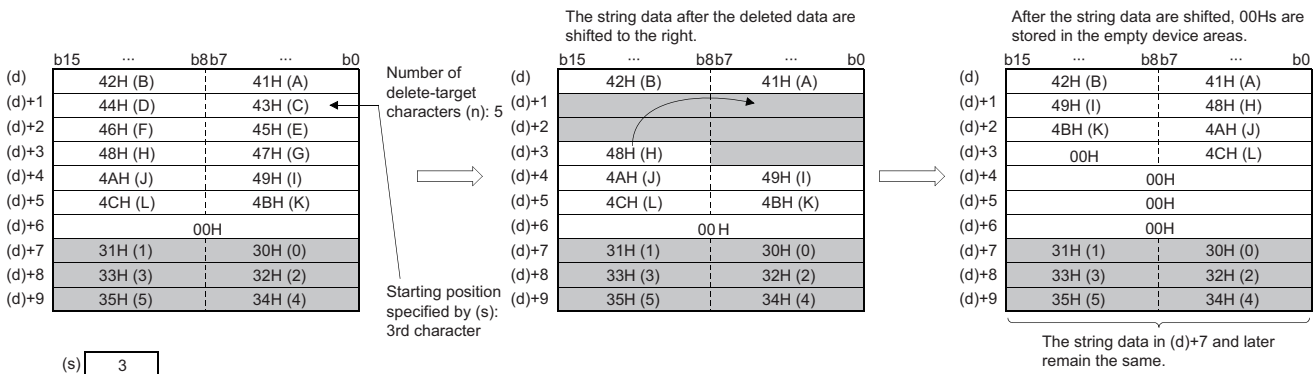 The string data after the deleted data are
shifted to the right.
After the string data are shifted, 00Hs are
stored in the empty device areas.
b15 ··· b8b7 ··· b0
(d) 42H (B) 41H (A)
(d)+1 44H (D) 43H (C)
(d)+2 46H (F) 45H (E)
(d)+3 48H (H) 47H (G)
(d)+4 4AH (J) 49H (I)
(d)+5 4CH (L) 4BH (K)
(d)+6 00H
(d)+7 31H (1) 30H (0)
(d)+8 33H (3) 32H (2)
(d)+9 35H (5) 34H (4)
(s) 3
Number of
delete-target
characters (n): 5
Starting position
specified by (s):
3rd character
b15 ··· b8b7 ··· b0
(d) 42H (B) 41H (A)
(d)+1
(d)+2
(d)+3 48H (H)
(d)+4 4AH (J) 49H (I)
(d)+5 4CH (L) 4BH (K)
(d)+6 00H
(d)+7 31H (1) 30H (0)
(d)+8 33H (3) 32H (2)
(d)+9 35H (5) 34H (4)
b15 ··· b8b7 ··· b0
(d) 42H (B) 41H (A)
(d)+1 49H (I) 48H (H)
(d)+2 4BH (K) 4AH (J)
(d)+3 00H 4CH (L)
(d)+4 00H
(d)+5 00H
(d)+6 00H
(d)+7 31H (1) 30H (0)
(d)+8 33H (3) 32H (2)
(d)+9 35H (5) 34H (4)
The string data in (d)+7 and later
remain the same.